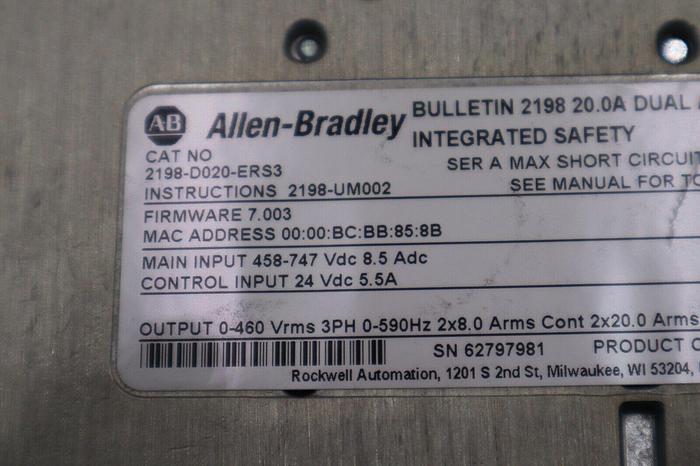 AB Allen-Bradley
BULLETIN 2198 20.0A DUAL
INTEGRATED SAFETY
CAT NO
SER A MAX SHORT CIRCUIT
2198-D020-ERS3
SEE MANUAL FOR
INSTRUCTIONS 2198-UM002
FIRMWARE 7.003
MAC ADDRESS 00:00:BC:BB:85:8B
MAIN INPUT 458-747 Vdc 8.5 Adc
CONTROL INPUT 24 Vdc 5.5A
OUTPUT 0-460 Vrms 3PH 0-590Hz 2x8.0 Arms Cont 2x20.0 Arms
SN 62797981 PRODUCT
Rockwell Automation, 1201 S 2nd St, Milwaukee, WI 53204,